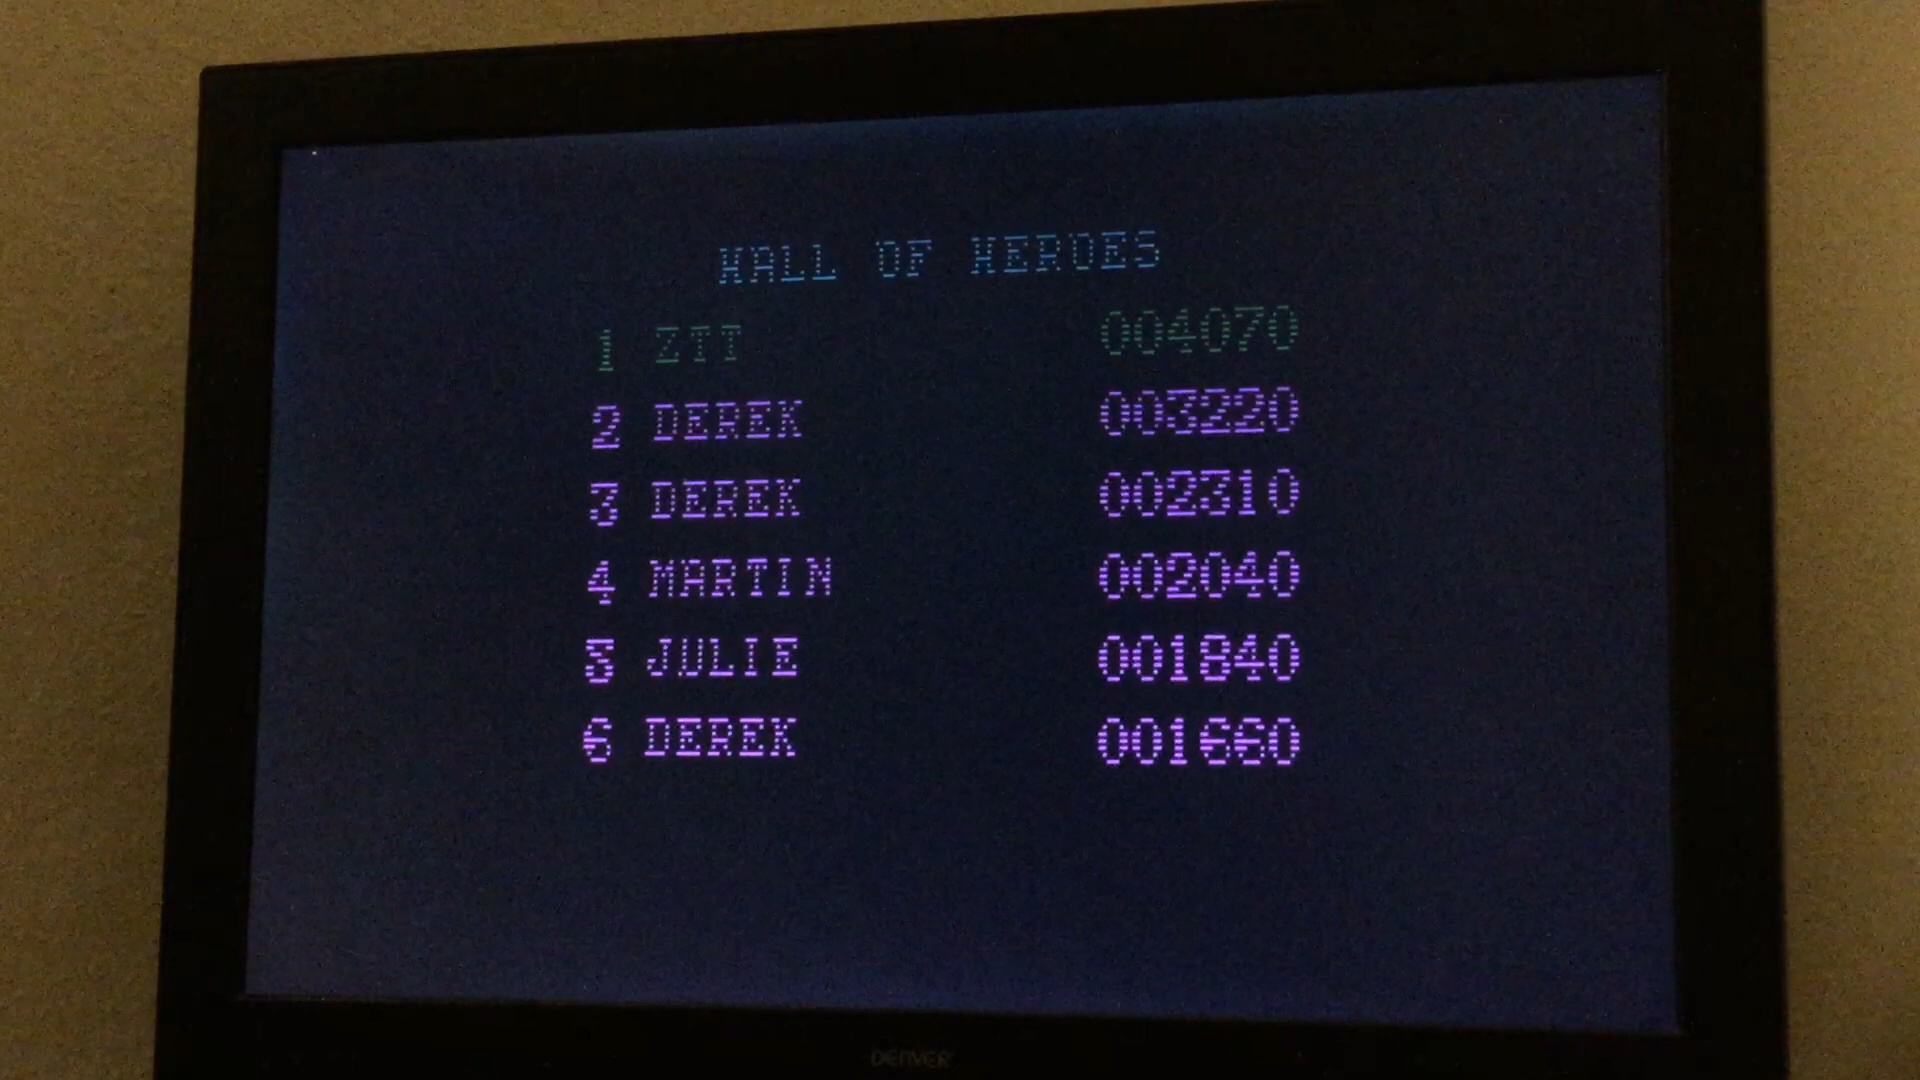 HALL OF HEROES
1 ZTT 004070
2 DEREK 003220
3 DEREK 002310
4 MARTIN 002040
5 JULIE 001840
6 DEREK 001660
DENVER